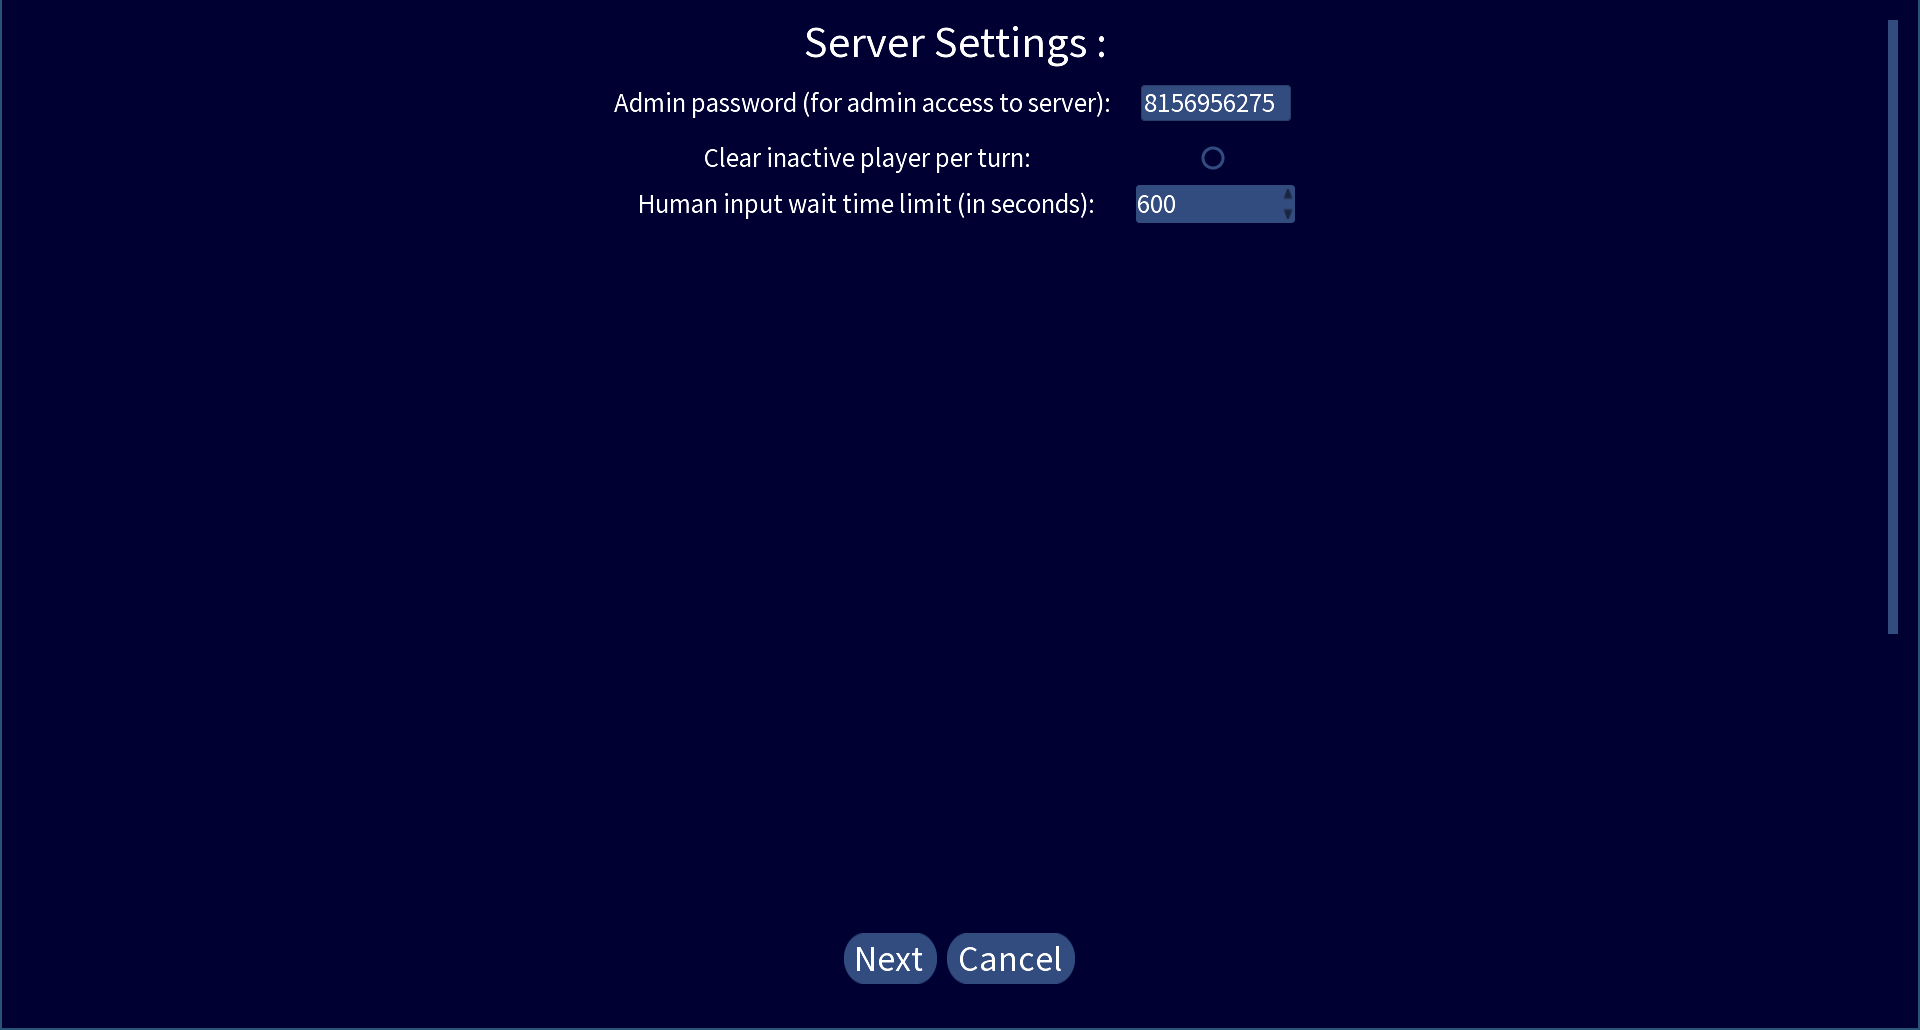 Server Settings :
Admin password (for admin access to server): 8156956275
Clear inactive player per turn:
Human input wait time limit (in seconds): 600
Next Cancel